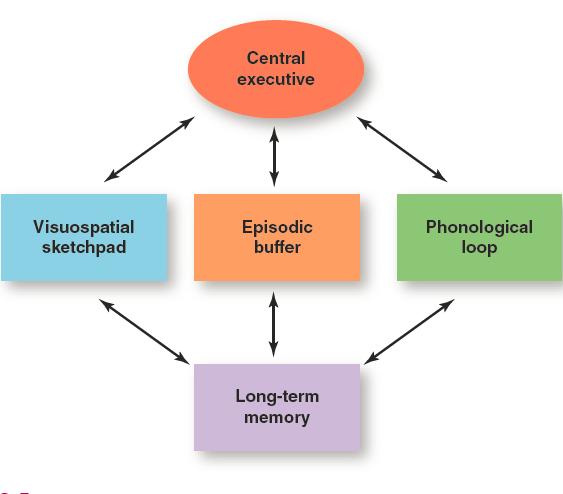 Central
executive
Visuospatial
sketchpad
Episodic
buffer
Phonological
loop
Long-term
memory